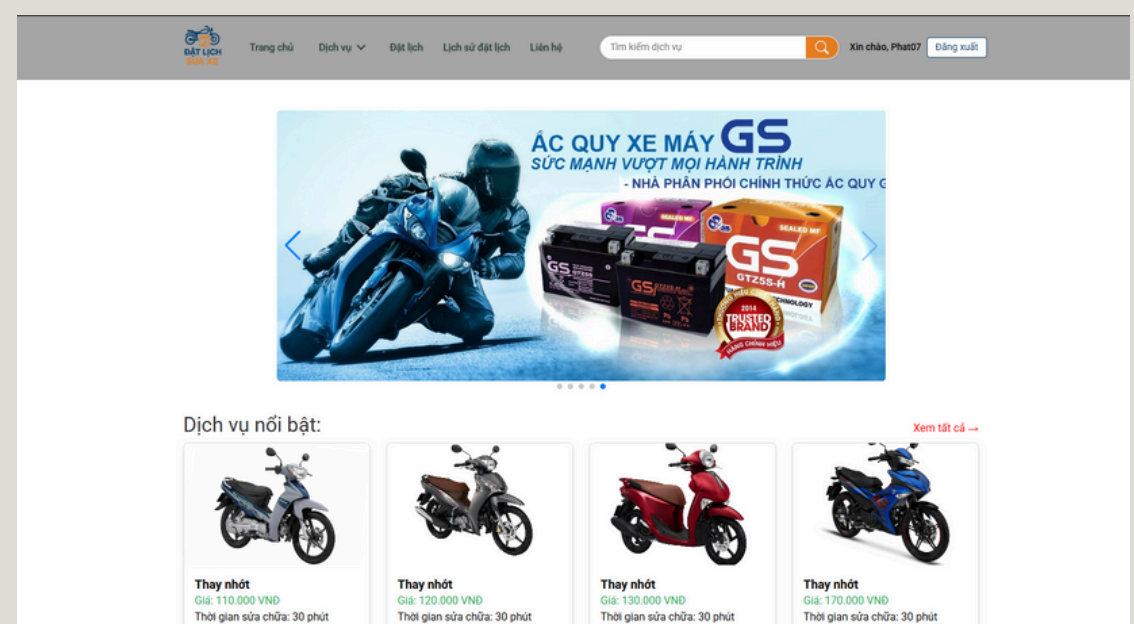 ĐẶT LỊCH
SỬA XE
Trang chủ
Dịch vụ
Đặt lịch
Lịch sử đặt lịch
Liên hệ
Tìm kiếm dịch vụ
Xin chào, Phat07
Đăng xuất
ẮC QUY XE MÁY GS
SỨC MẠNH VƯỢT MỌI HÀNH TRÌNH
- NHÀ PHÂN PHỐI CHÍNH THỨC ẮC QUY G
SEALED MF
SEALED MF
GS
GTZ5S-H
GS
GTZ5S
GS
2014
TRUSTED
BRAND
HÀNG CHÍNH HIỆU
Dịch vụ nổi bật:
Xem tất cả →
Thay nhớt
Giá: 110.000 VNĐ
Thời gian sửa chữa: 30 phút
Thay nhớt
Giá: 120.000 VNĐ
Thời gian sửa chữa: 30 phút
Thay nhớt
Giá: 130.000 VNĐ
Thời gian sửa chữa: 30 phút
Thay nhớt
Giá: 170.000 VNĐ
Thời gian sửa chữa: 30 phút